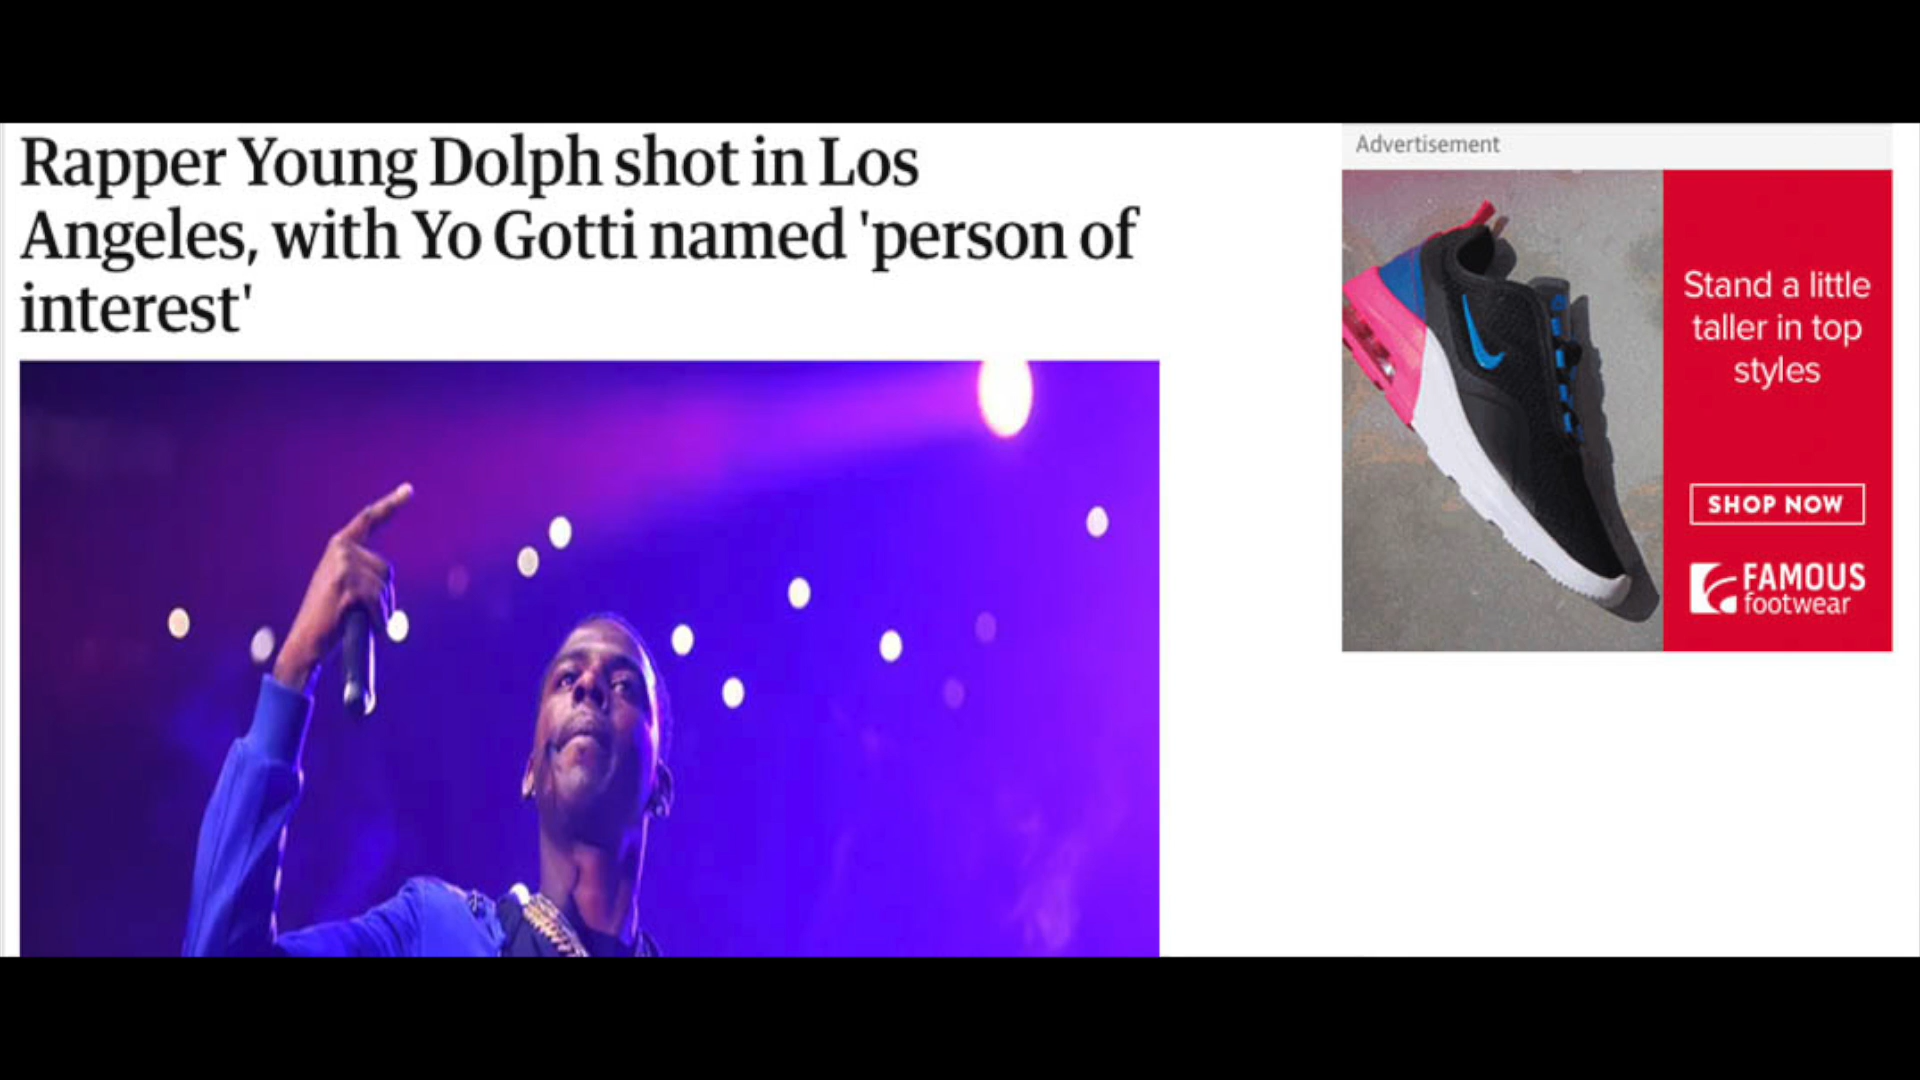 Rapper Young Dolph shot in Los
Angeles, with Yo Gotti named 'person of
interest'
Advertisement
Stand a little
taller in top
styles
SHOP NOW
FAMOUS
footwear